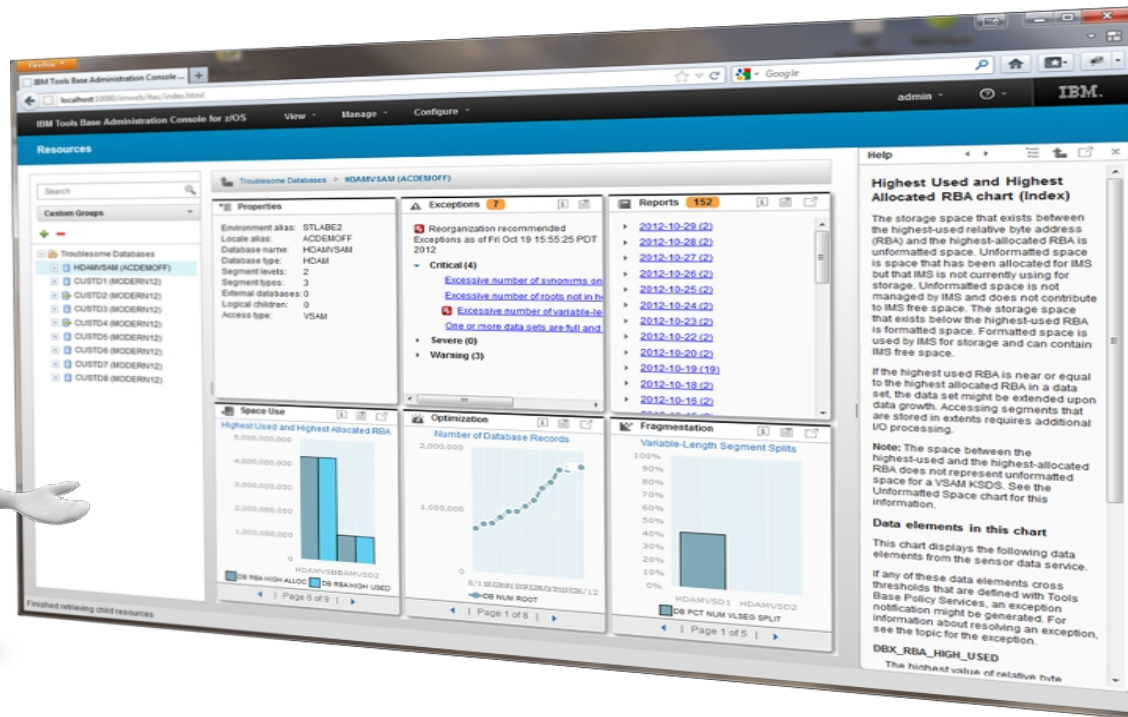 Firefox
IBM Tools Base Administration Console ...
localhost:10080/imweb/itac/index.html
Google
IBM Tools Base Administration Console for z/OS
View
Manage
Configure
admin
IBM.
Resources
Search
Custom Groups
Troublesome Databases
HDAMVSAM (ACDEMOFF)
CUSTD1 (MODERN12)
CUSTD2 (MODERN12)
CUSTD3 (MODERN12)
CUSTD4 (MODERN12)
CUSTD5 (MODERN12)
CUSTD6 (MODERN12)
CUSTD7 (MODERN12)
CUSTD8 (MODERN12)
Finished retrieving child resources
Troublesome Databases > HDAMVSAM (ACDEMOFF)
Properties
Environment alias: STLABE2
Locale alias: ACDEMOFF
Database name: HDAMVSAM
Database type: HDAM
Segment levels: 2
Segment types: 3
External databases: 0
Logical children: 0
Access type: VSAM
Exceptions 7
Reorganization recommended
Exceptions as of Fri Oct 19 15:55:25 PDT
2012
Critical (4)
Excessive number of synonyms on
Excessive number of roots not in h
Excessive number of variable-le
One or more data sets are full and
Severe (0)
Warning (3)
Reports 152
2012-10-29 (2)
2012-10-28 (2)
2012-10-27 (2)
2012-10-26 (2)
2012-10-25 (2)
2012-10-24 (2)
2012-10-23 (2)
2012-10-22 (2)
2012-10-20 (2)
2012-10-19 (19)
2012-10-18 (2)
2012-10-16 (2)
Space Use
Highest Used and Highest Allocated RBA
5,000,000,000
4,000,000,000
3,000,000,000
2,000,000,000
1,000,000,000
0
DB RBA HIGH ALLOC
DB RBA HIGH USED
Page 6 of 9
Optimization
Number of Database Records
2,000,000
1,000,000
0
DB NUM ROOT
Page 1 of 8
Fragmentation
Variable-Length Segment Splits
100%
90%
80%
70%
60%
50%
40%
30%
20%
10%
0%
HDAMVSD1 HDAMVSD2
DB PCT NUM VLSEG SPLIT
Page 1 of 5
Help
Highest Used and Highest
Allocated RBA chart (Index)
The storage space that exists between
the highest-used relative byte address
(RBA) and the highest-allocated RBA is
unformatted space. Unformatted space
is space that has been allocated for IMS
but that IMS is not currently using for
storage. Unformatted space is not
managed by IMS and does not contribute
to IMS free space. The storage space
that exists below the highest-used RBA
is formatted space. Formatted space is
used by IMS for storage and can contain
IMS free space.
If the highest used RBA is near or equal
to the highest allocated RBA in a data
set, the data set might be extended upon
data growth. Accessing segments that
are stored in extents requires additional
I/O processing.
Note: The space between the
highest-used and the highest-allocated
RBA does not represent unformatted
space for a VSAM KSDS. See the
Unformatted Space chart for this
information.
Data elements in this chart
This chart displays the following data
elements from the sensor data service.
If any of these data elements cross
thresholds that are defined with Tools
Base Policy Services, an exception
notification might be generated. For
information about resolving an exception,
see the topic for the exception.
DBX_RBA_HIGH_USED
The highest value of relative byte